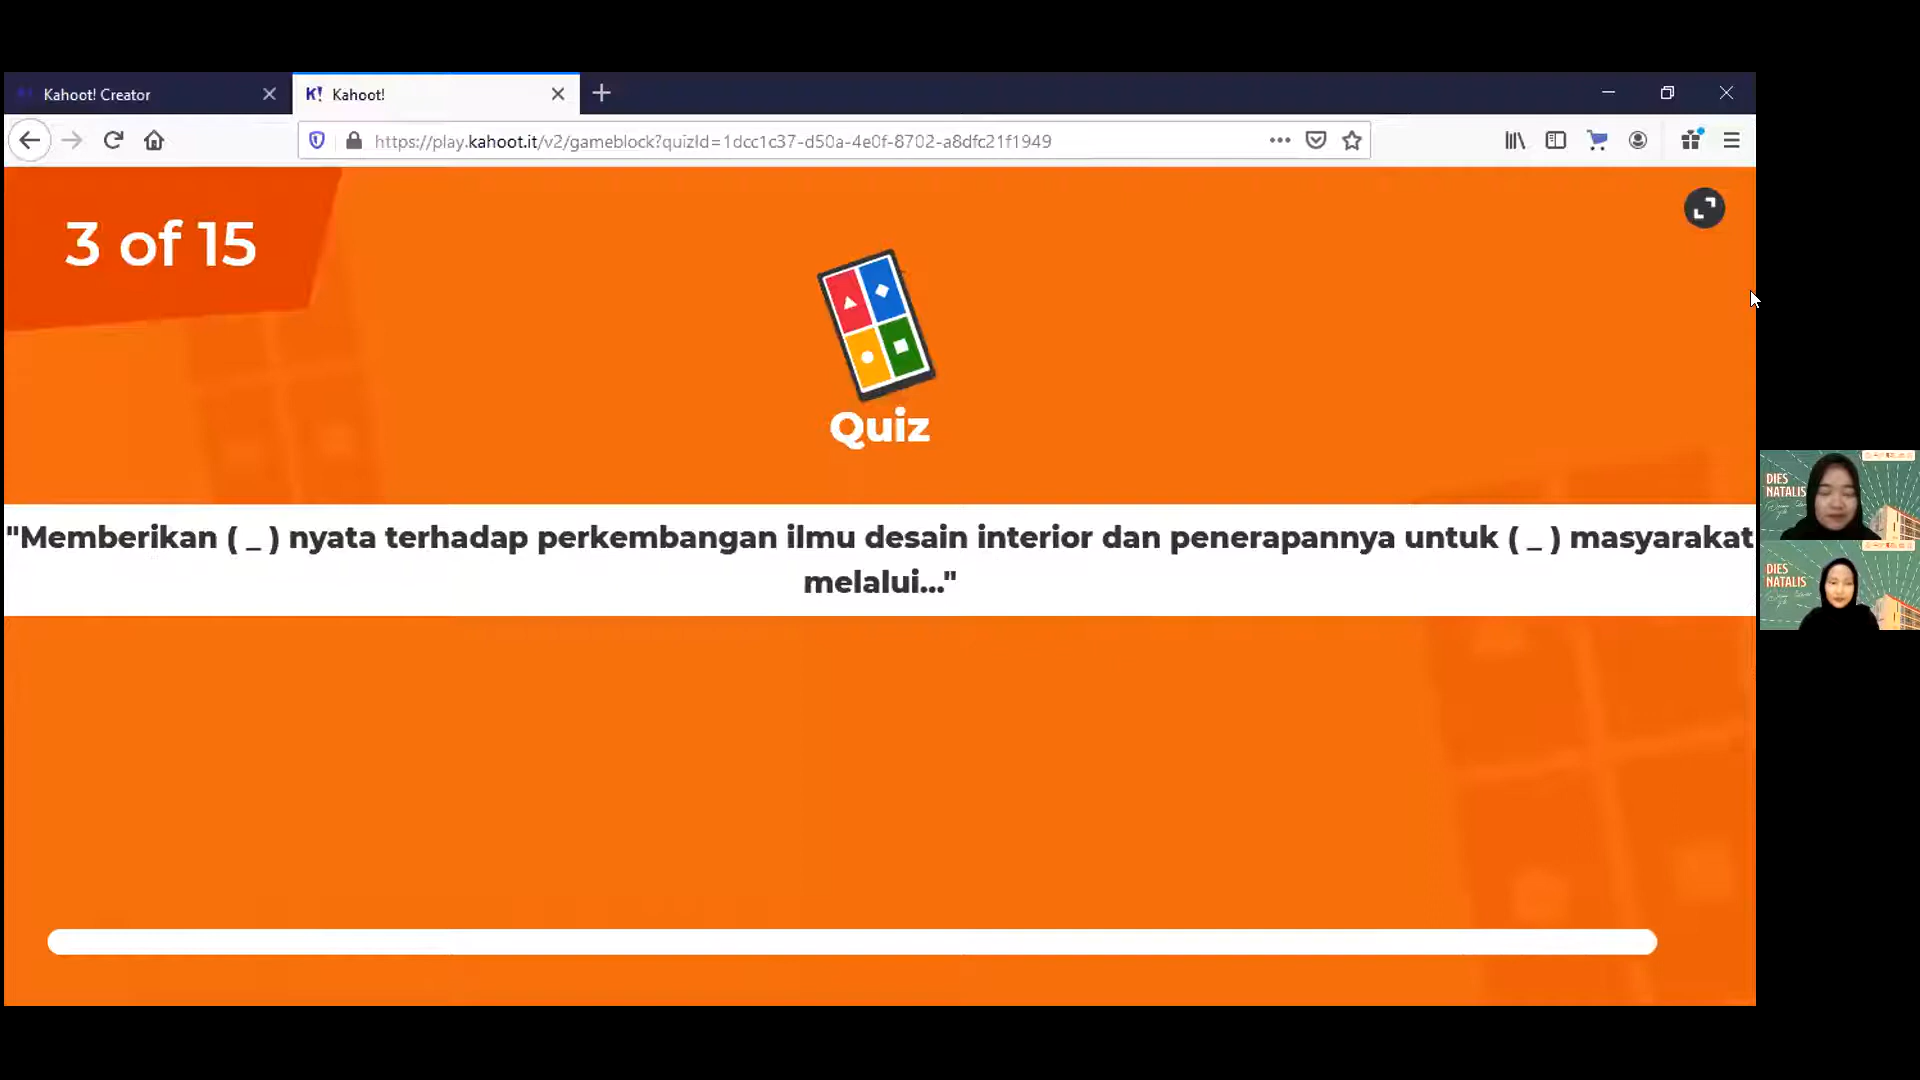 Kahoot! Creator
K! Kahoot!
https://play.kahoot.it/v2/gameblock?quizId=1dcc1c37-d50a-4e0f-8702-a8dfc21f1949
3 of 15
Quiz
"Memberikan ( _ ) nyata terhadap perkembangan ilmu desain interior dan penerapannya untuk ( _ ) masyarakat
melalui..."
DIES
NATALIS
DIES
NATALIS